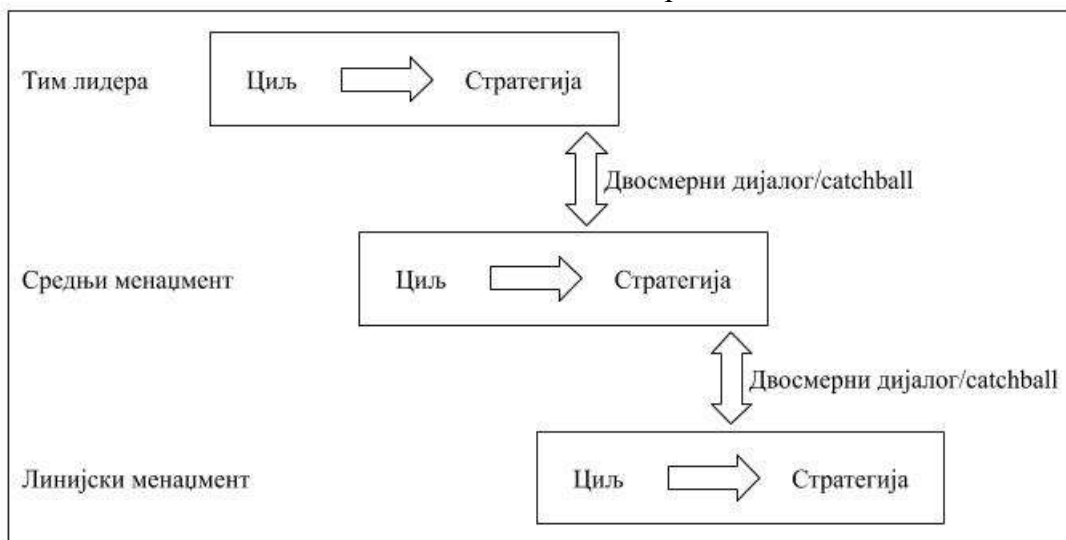 Тим лидера Циљ Стратегија
Двосмерни дијалог/catchball
Средњи менаџмент Циљ Стратегија
Двосмерни дијалог/catchball
Линијски менаџмент Циљ Стратегија